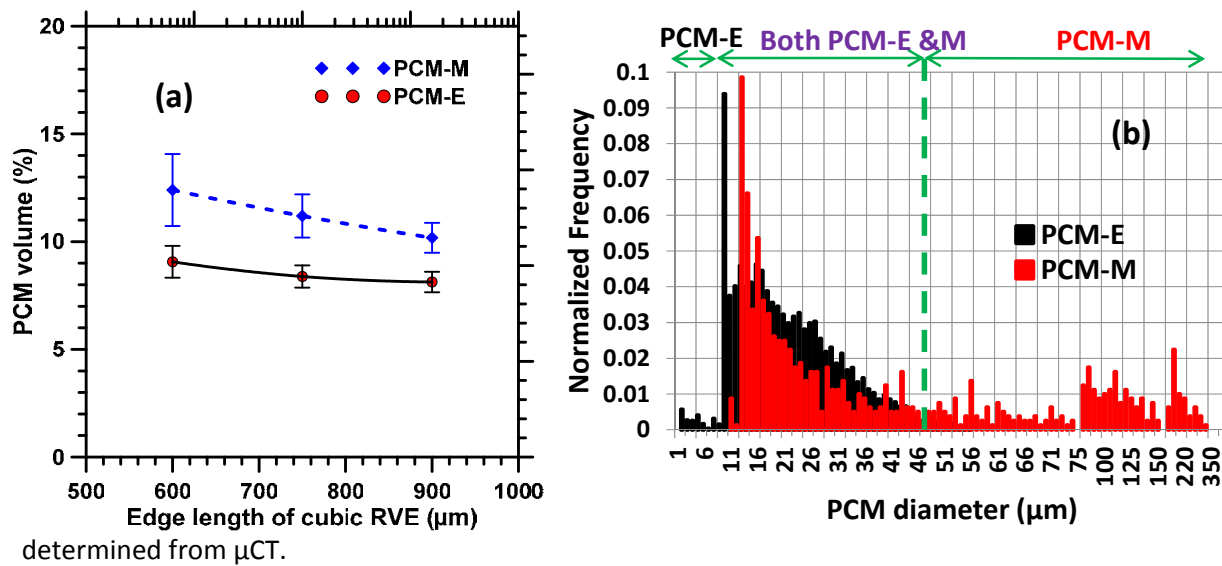 20
15
10
5
0
PCM volume (%)
(a)
PCM-M
PCM-E
500 600 700 800 900 1000
Edge length of cubic RVE (µm)
PCM-E Both PCM-E &M PCM-M
0.1
0.09
0.08
0.07
0.06
0.05
0.04
0.03
0.02
0.01
0
Normalized Frequency
(b)
PCM-E
PCM-M
1 6 11 16 21 26 31 36 41 46 51 56 61 66 71 75 100 125 150 220 350
PCM diameter (µm)
determined from µCT.